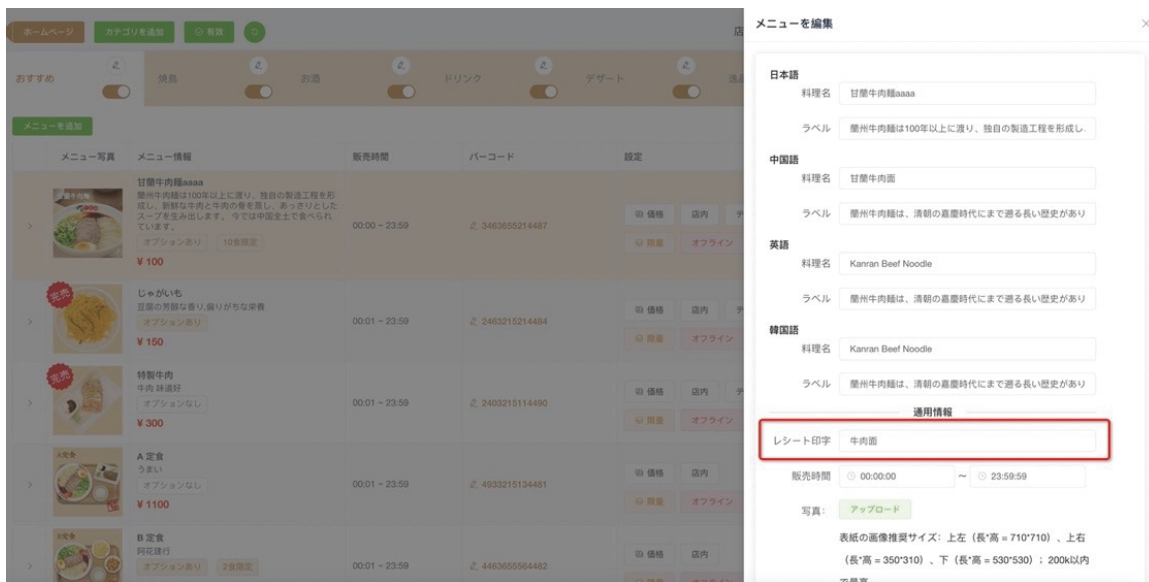 ホームページ
カテゴリを追加
有効
店
おすすめ
焼鳥
お酒
ドリンク
デザート
逸品
メニューを追加
メニュー写真 メニュー情報 販売時間 バーコード 設定
甘蘭牛肉麺aaaa
蘭州牛肉麺は100年以上に渡り、独自の製造工程を形
成し、新鮮な牛肉と牛肉の骨を蒸し、あっさりとした
スープを生み出します。 今では中国全土で食べられ
ています。
オプションあり 10食限定
¥ 100
00:00 ~ 23:59
3463655214487
価格 店内 テ
限量 オフライン
完売
じゃがいも
豆腐の芳醇な香り,偏りがちな栄養
オプションあり
¥ 150
00:01 ~ 23:59
2463215214484
価格 店内 テ
限量 オフライン
完売
特製牛肉
牛肉 味道好
オプションなし
¥ 300
00:01 ~ 23:59
2403215114490
価格 店内 テ
限量 オフライン
A定食
A 定食
うまい
オプションなし
¥ 1100
00:01 ~ 23:59
4933215134481
価格 店内
限量 オフライン
B 定食
阿花建行
オプションあり 2食限定
00:01 ~ 23:59
4463655564482
価格 店内
限量 オフライン
メニューを編集
日本語
料理名 甘蘭牛肉麺aaaa
ラベル 蘭州牛肉麺は100年以上に渡り、独自の製造工程を形成し、
中国語
料理名 甘蘭牛肉面
ラベル 蘭州牛肉麺は、清朝の嘉慶時代にまで遡る長い歴史があり
英語
料理名 Kanran Beef Noodle
ラベル 蘭州牛肉麺は、清朝の嘉慶時代にまで遡る長い歴史があり
韓国語
料理名 Kanran Beef Noodle
ラベル 蘭州牛肉麺は、清朝の嘉慶時代にまで遡る長い歴史があり
通用情報
レシート印字 牛肉面
販売時間 00:00:00 ~ 23:59:59
写真: アップロード
表紙の画像推奨サイズ: 上左（長*高 = 710*710）、上右
（長*高 = 350*310）、下（長*高 = 530*530）; 200k以内